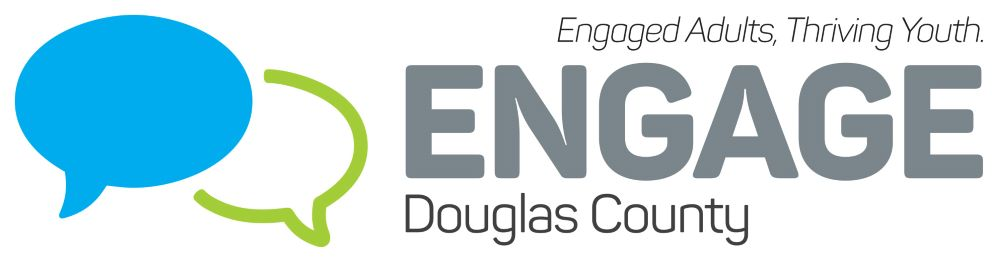 Engaged Adults, Thriving Youth.
ENGAGE
Douglas County